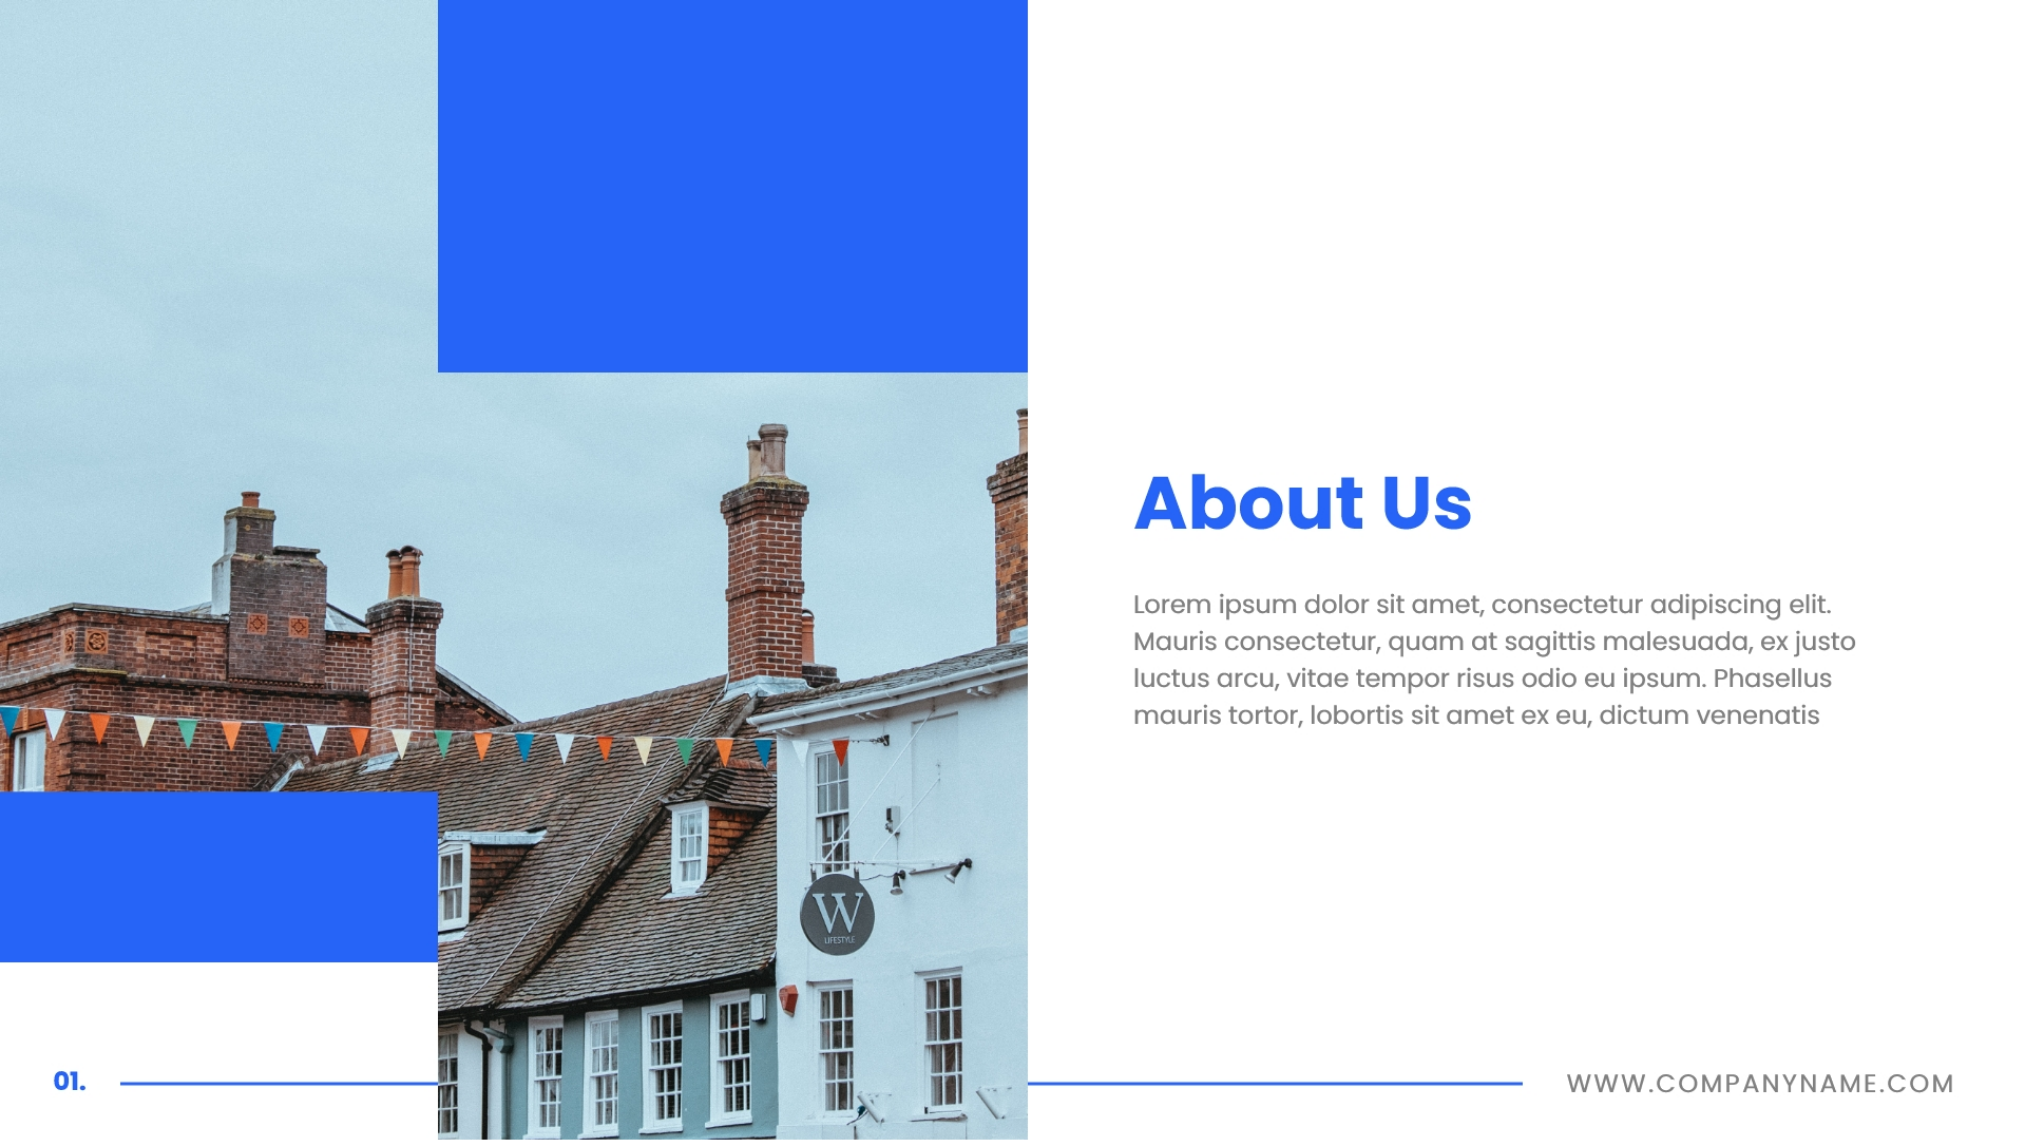 About Us
Lorem ipsum dolor sit amet, consectetur adipiscing elit.
Mauris consectetur, quam at sagittis malesuada, ex justo
luctus arcu, vitae tempor risus odio eu ipsum. Phasellus
mauris tortor, lobortis sit amet ex eu, dictum venenatis
W
LIFESTYLE
01.
WWW.COMPANYNAME.COM